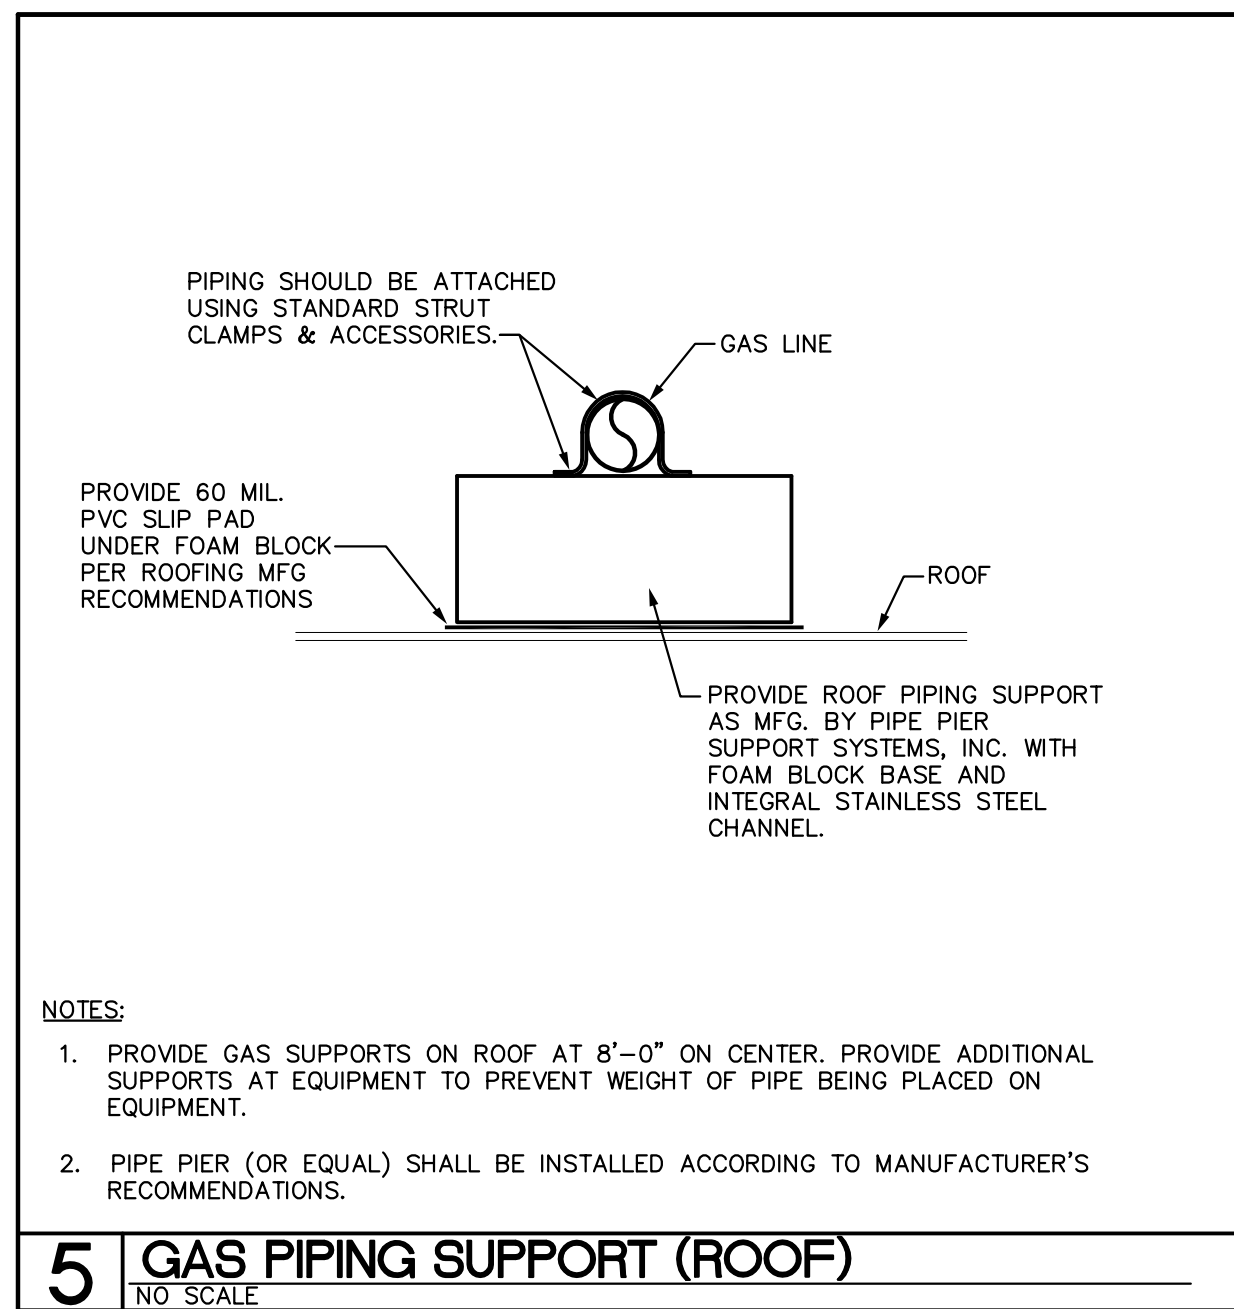 PIPING SHOULD BE ATTACHED
USING STANDARD STRUT
CLAMPS & ACCESSORIES.
GAS LINE
PROVIDE 60 MIL.
PVC SLIP PAD
UNDER FOAM BLOCK
PER ROOFING MFG
RECOMMENDATIONS
ROOF
PROVIDE ROOF PIPING SUPPORT
AS MFG. BY PIPE PIER
SUPPORT SYSTEMS, INC. WITH
FOAM BLOCK BASE AND
INTEGRAL STAINLESS STEEL
CHANNEL.
NOTES:
1. PROVIDE GAS SUPPORTS ON ROOF AT 8'-0" ON CENTER. PROVIDE ADDITIONAL
SUPPORTS AT EQUIPMENT TO PREVENT WEIGHT OF PIPE BEING PLACED ON
EQUIPMENT.
2. PIPE PIER (OR EQUAL) SHALL BE INSTALLED ACCORDING TO MANUFACTURER'S
RECOMMENDATIONS.
5 GAS PIPING SUPPORT (ROOF)
NO SCALE